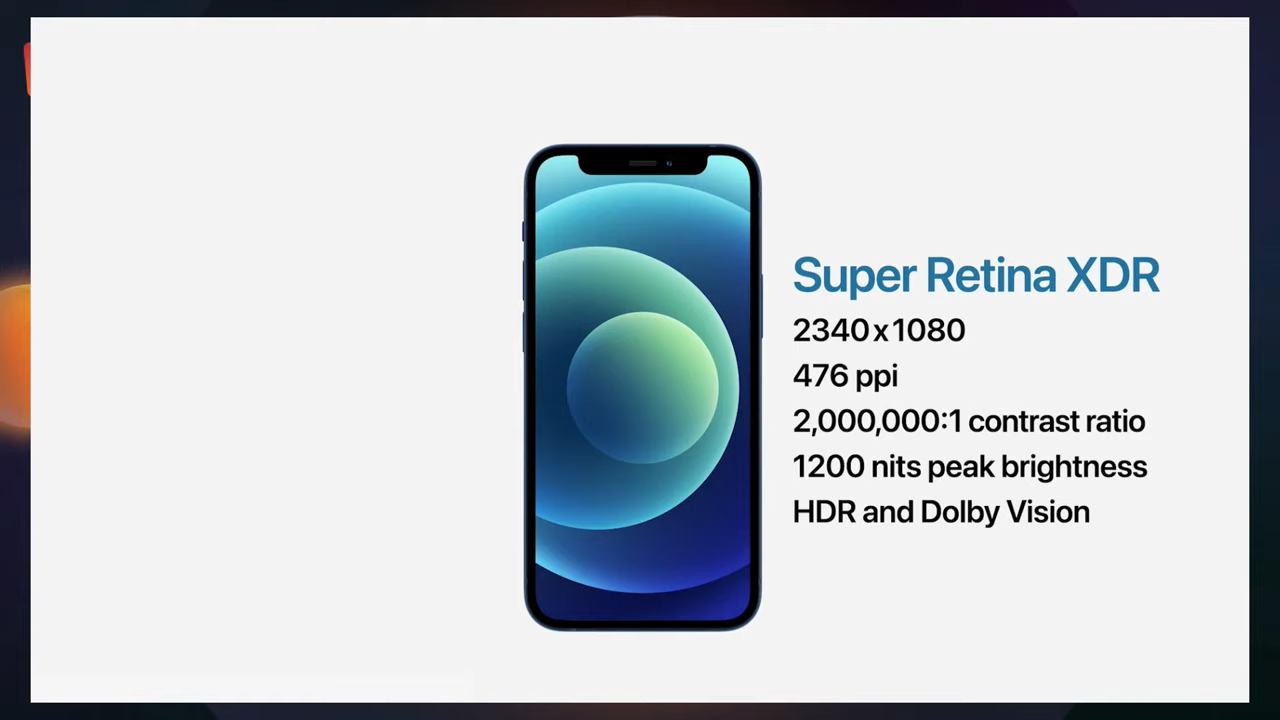 Super Retina XDR
2340 x 1080
476 ppi
2,000,000:1 contrast ratio
1200 nits peak brightness
HDR and Dolby Vision